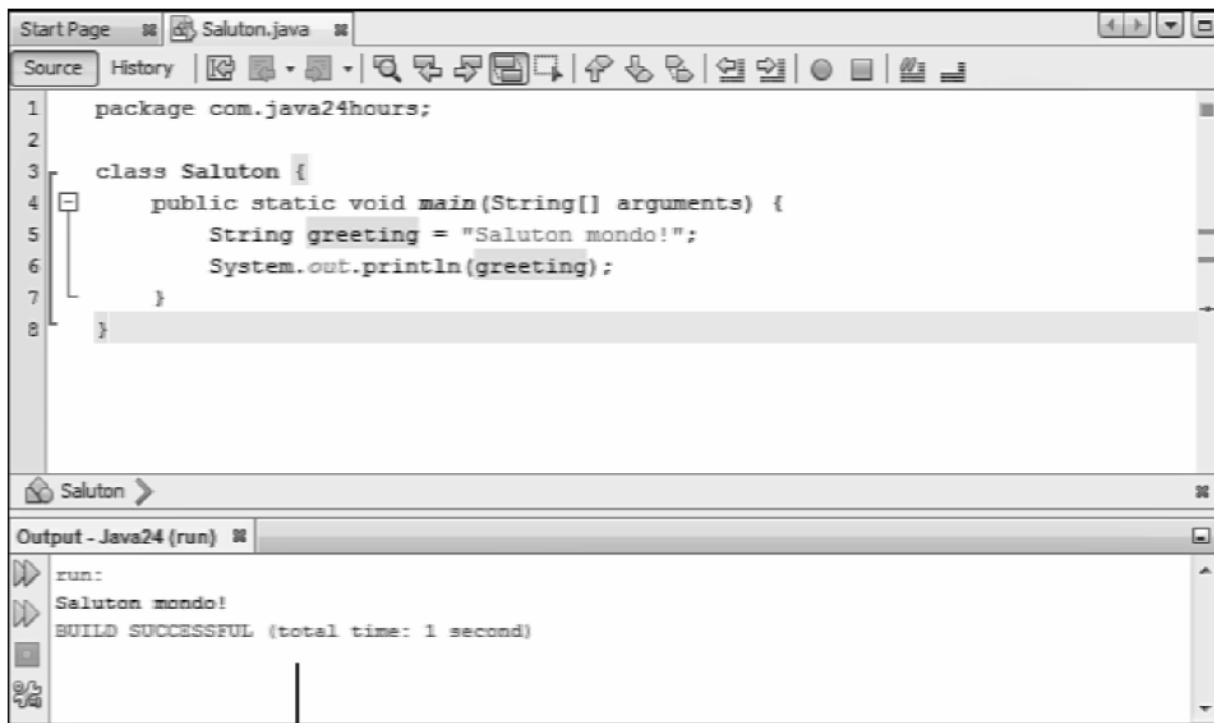 Start Page Saluton.java
Source History
1 package com.java24hours;
2
3 class Saluton {
4 public static void main(String[] arguments) {
5 String greeting = "Saluton mondo!";
6 System.out.println(greeting);
7 }
8 }
Saluton
Output - Java24 (run)
run:
Saluton mondo!
BUILD SUCCESSFUL (total time: 1 second)